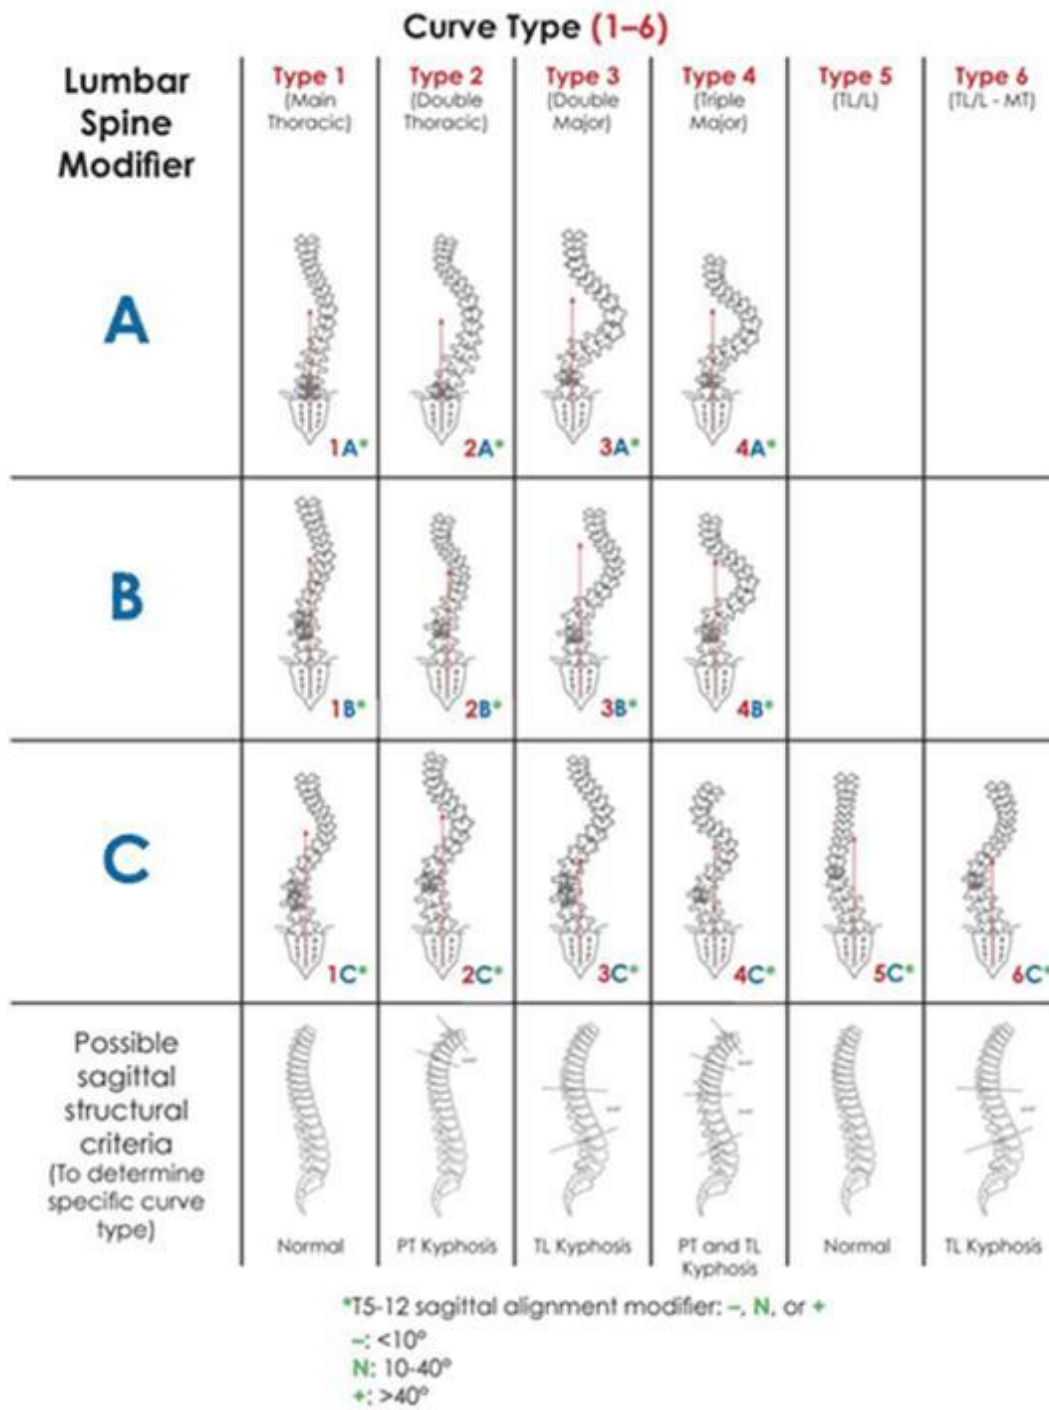 Curve Type (1–6)
Lumbar
Spine
Modifier
Type 1
(Main
Thoracic)
Type 2
(Double
Thoracic)
Type 3
(Double
Major)
Type 4
(Triple
Major)
Type 5
(TL/L)
Type 6
(TL/L - MT)
A
1A*
2A*
3A*
4A*
B
1B*
2B*
3B*
4B*
C
1C*
2C*
3C*
4C*
5C*
6C*
Possible
sagittal
structural
criteria
(To determine
specific curve
type)
Normal
PT Kyphosis
TL Kyphosis
PT and TL
Kyphosis
Normal
TL Kyphosis
*T5-12 sagittal alignment modifier: –, N, or +
–: <10°
N: 10-40°
+: >40°